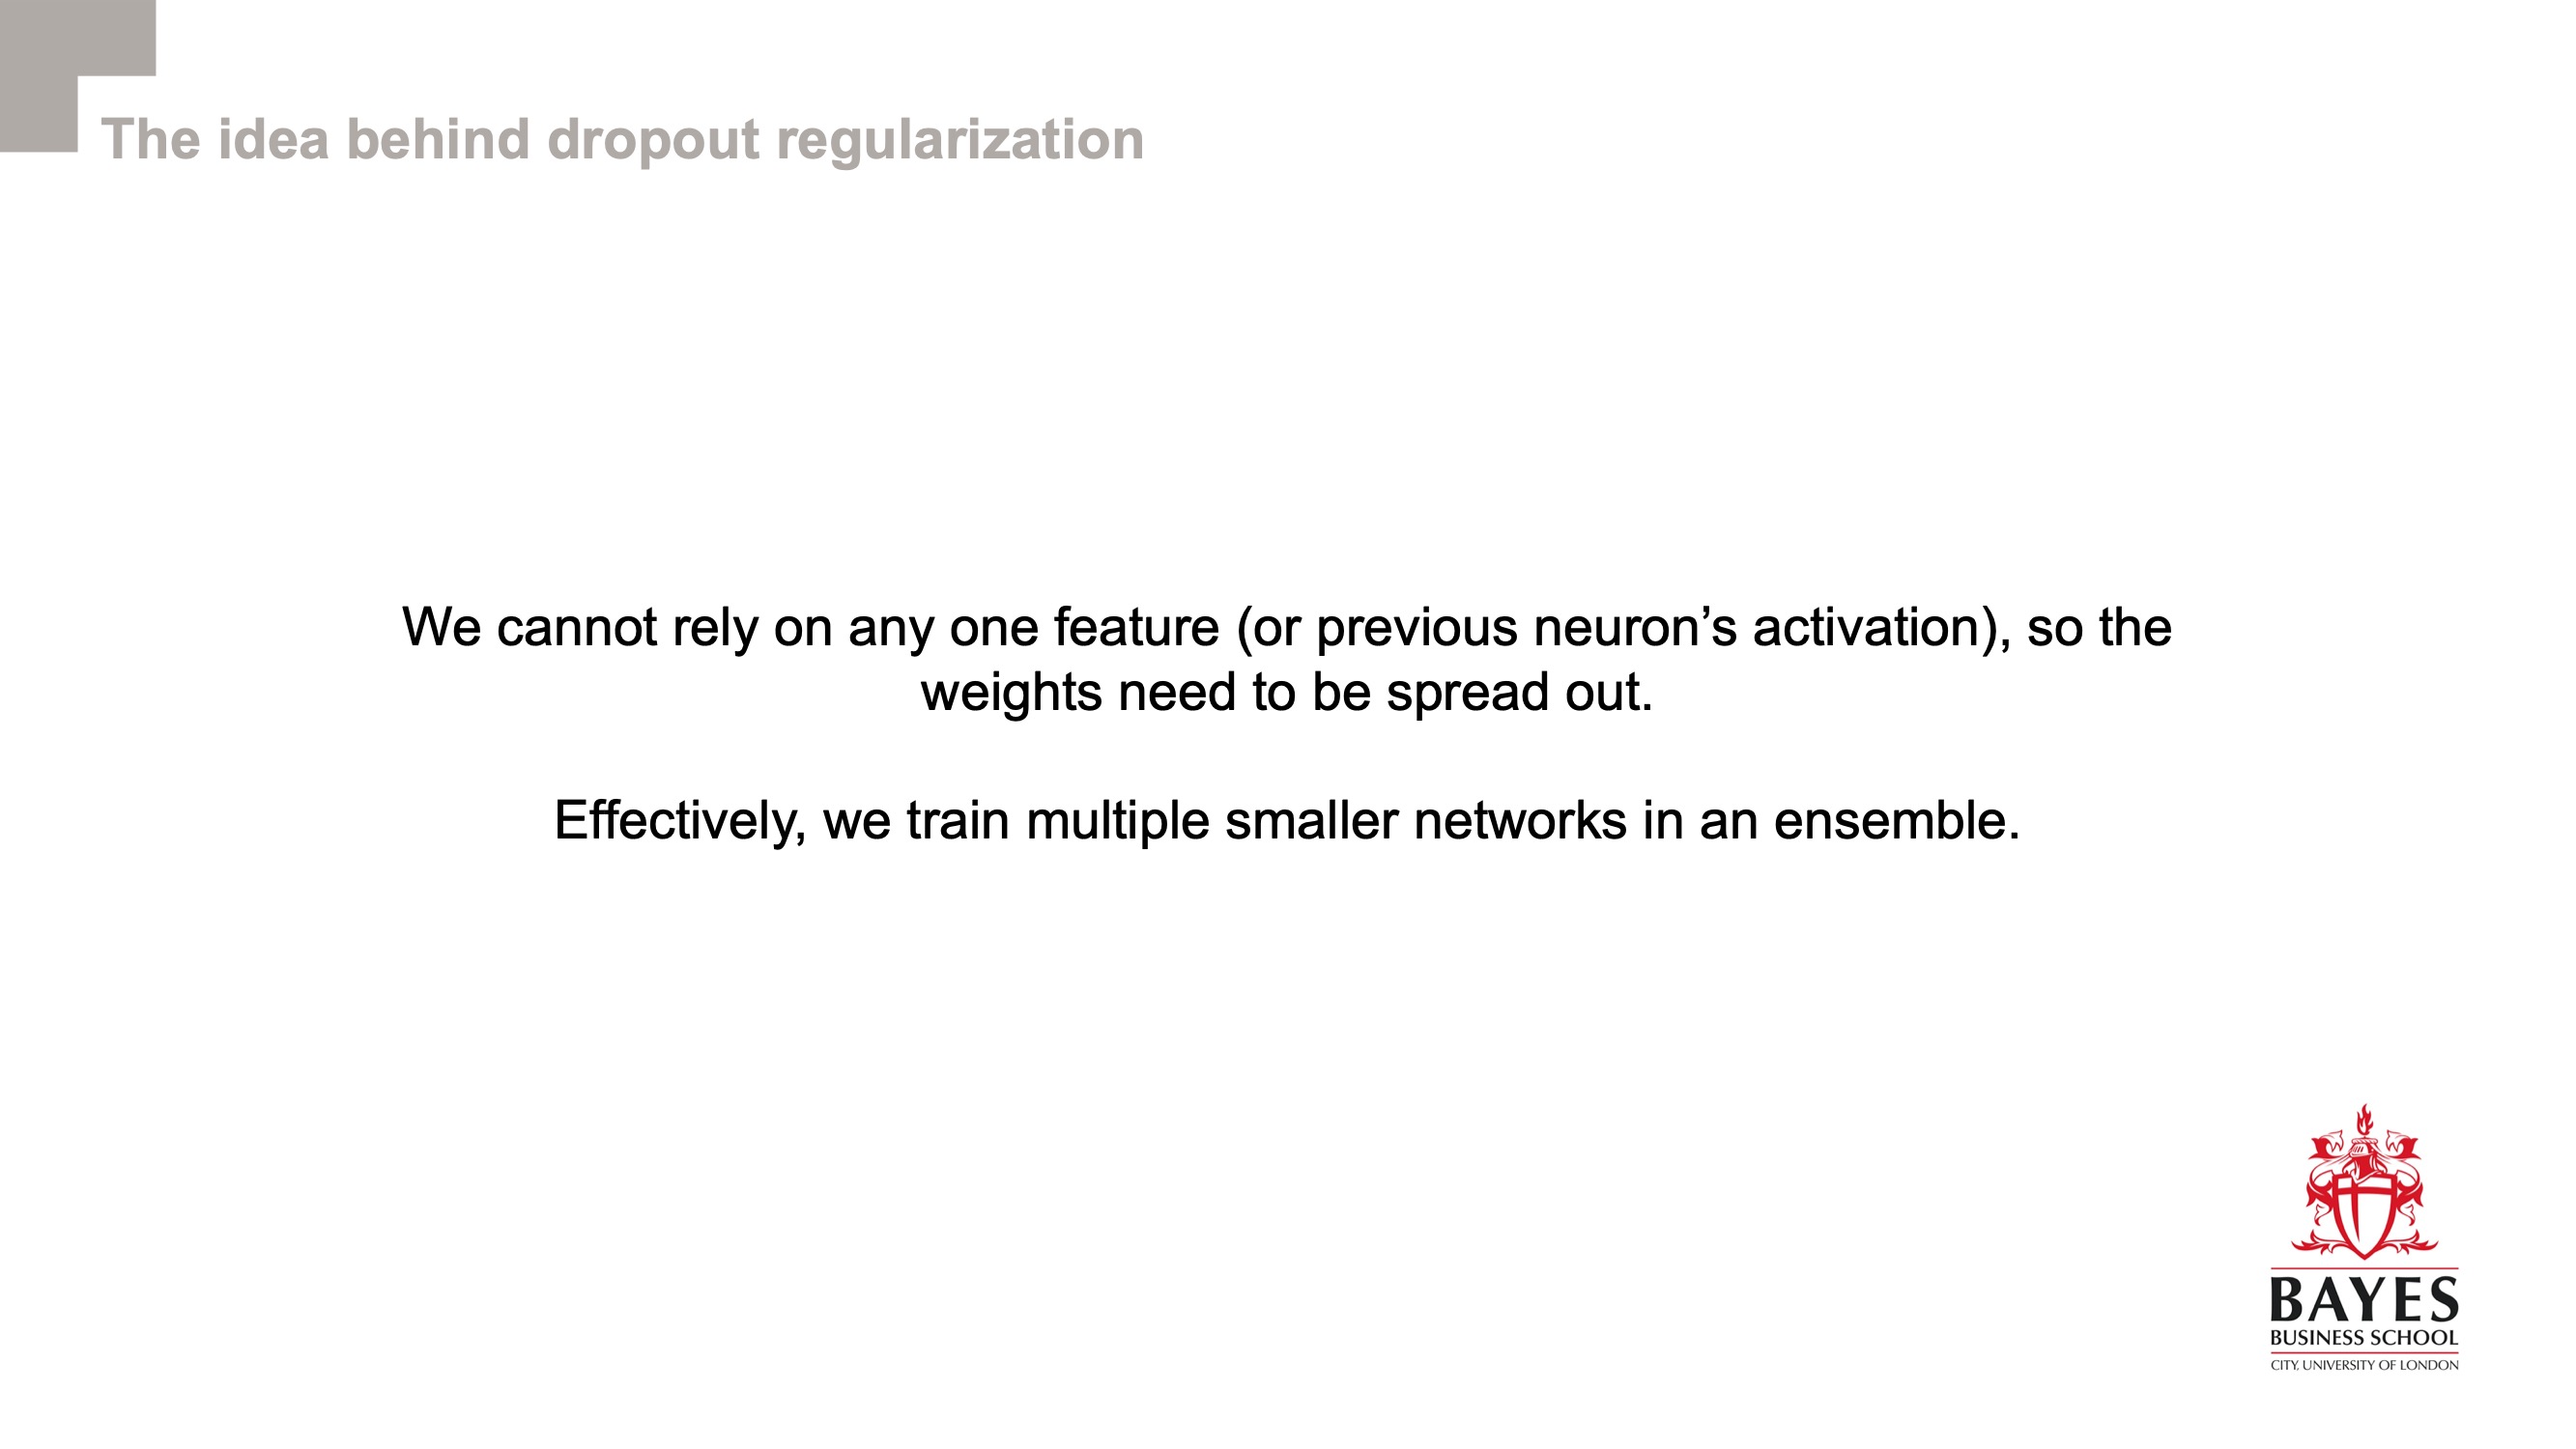 The idea behind dropout regularization
We cannot rely on any one feature (or previous neuron’s activation), so the
weights need to be spread out.
Effectively, we train multiple smaller networks in an ensemble.
BAYES
BUSINESS SCHOOL
CITY, UNIVERSITY OF LONDON